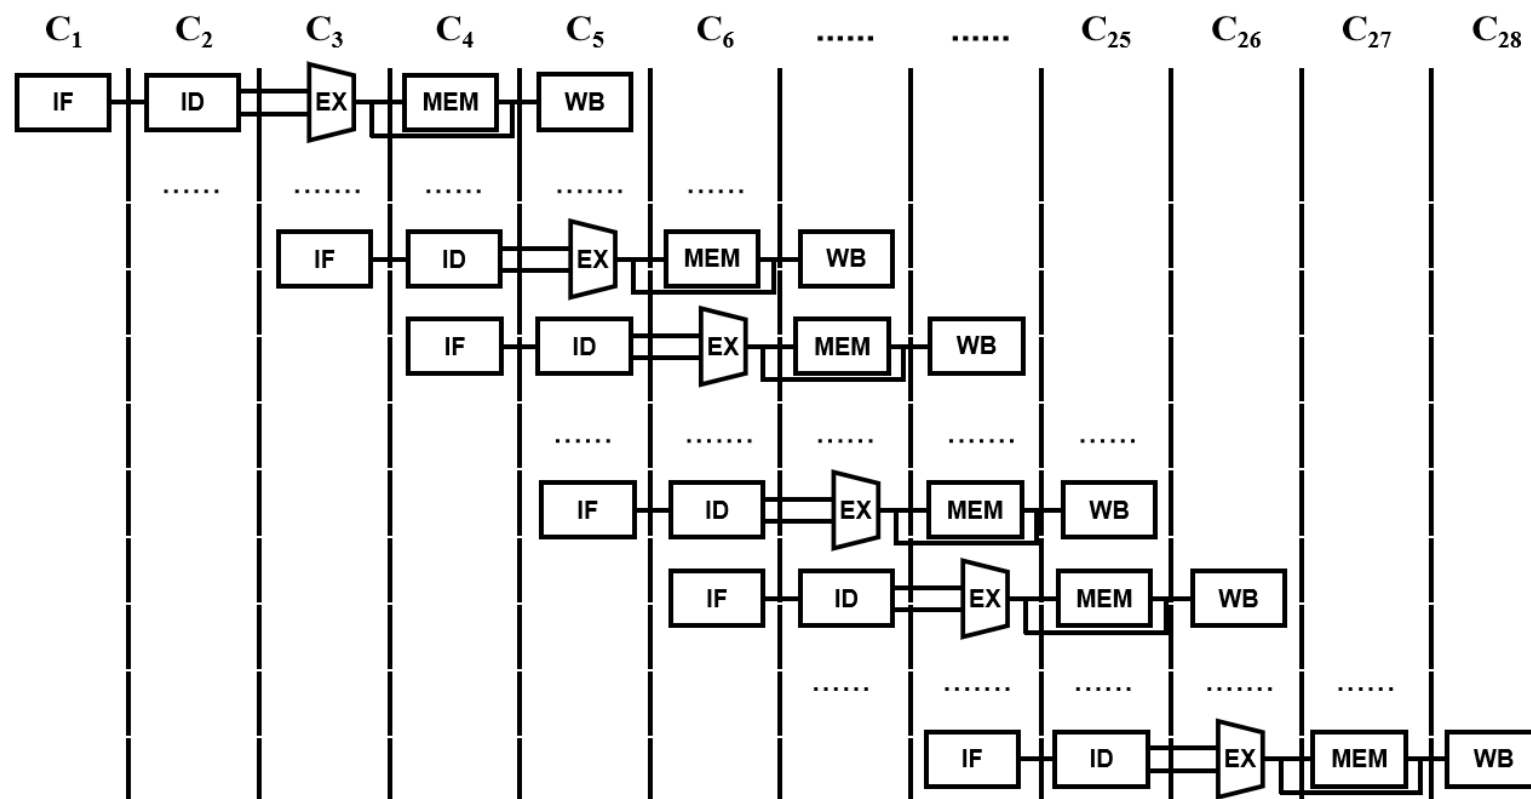 C1 C2 C3 C4 C5 C6 ...... ...... C25 C26 C27 C28
IF ID EX MEM WB
...... ....... ...... ....... ......
IF ID EX MEM WB
IF ID EX MEM WB
...... ....... ...... ....... ......
IF ID EX MEM WB
IF ID EX MEM WB
...... ....... ...... ....... ......
IF ID EX MEM WB